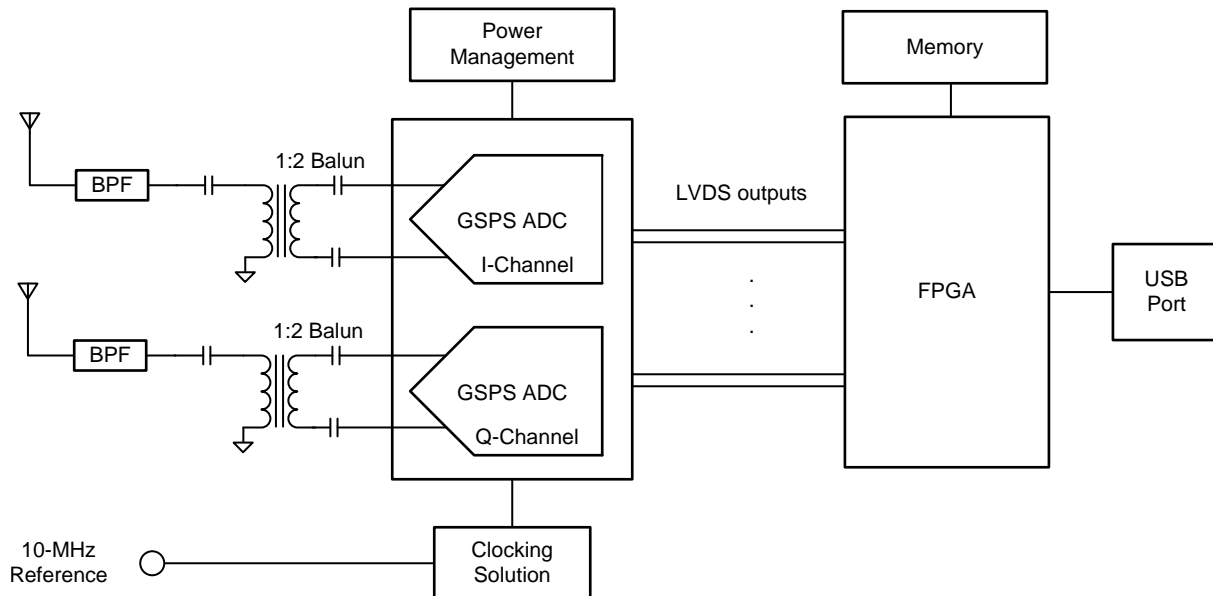 Power
Management
Memory
1:2 Balun
BPF
GSPS ADC
I-Channel
LVDS outputs
FPGA
USB
Port
1:2 Balun
BPF
GSPS ADC
Q-Channel
10-MHz
Reference
Clocking
Solution